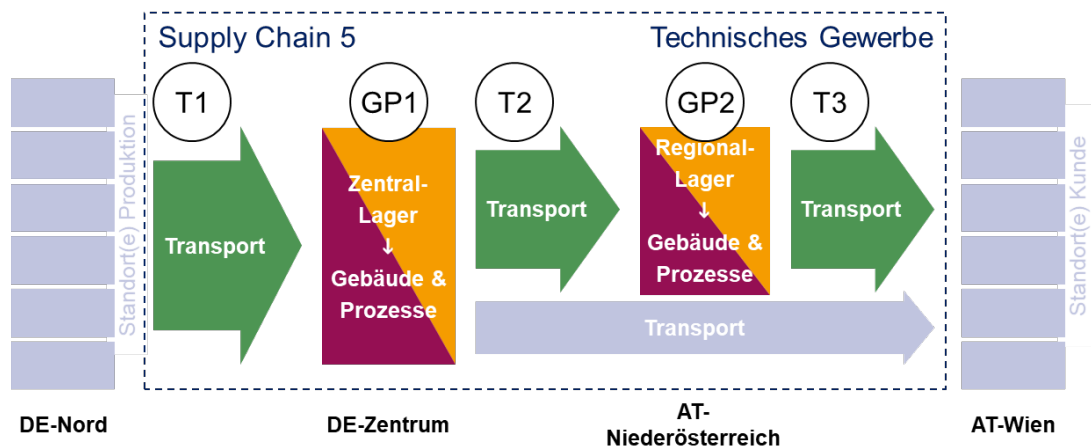 Supply Chain 5
Technisches Gewerbe
T1
GP1
T2
GP2
T3
Standort(e) Produktion
Transport
Zentral-
Lager
↓
Gebäude &
Prozesse
Transport
Regional-
Lager
↓
Gebäude &
Prozesse
Transport
Standort(e) Kunde
Transport
DE-Nord
DE-Zentrum
AT-
Niederösterreich
AT-Wien